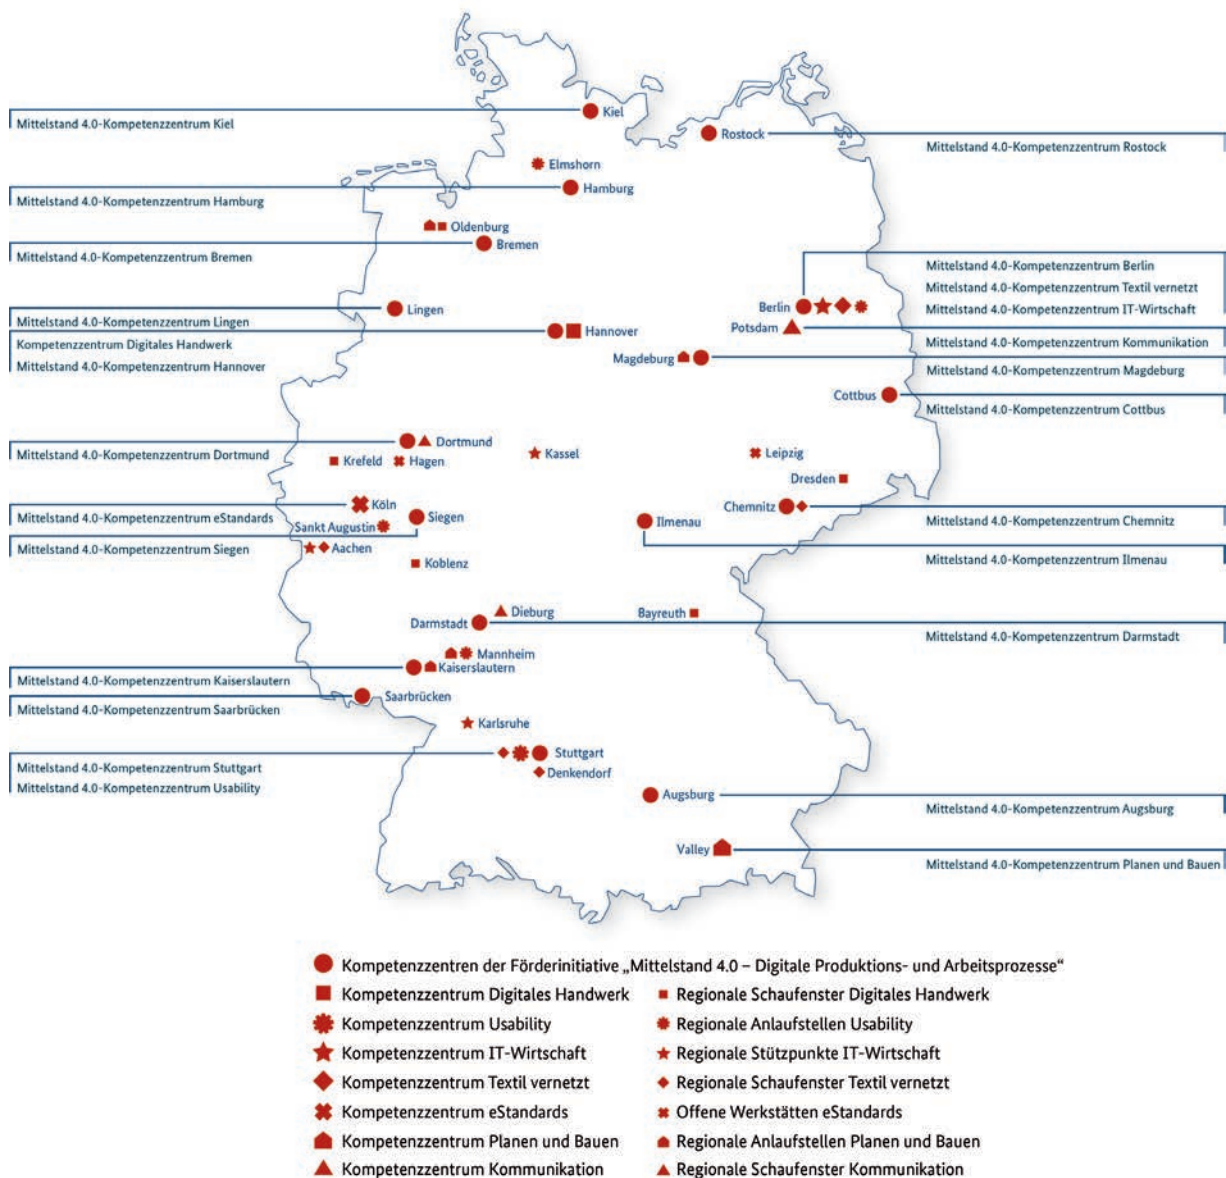 Kiel
Mittelstand 4.0-Kompetenzzentrum Kiel
Rostock
Mittelstand 4.0-Kompetenzzentrum Rostock
Elmshorn
Hamburg
Mittelstand 4.0-Kompetenzzentrum Hamburg
Oldenburg
Bremen
Mittelstand 4.0-Kompetenzzentrum Bremen
Mittelstand 4.0-Kompetenzzentrum Berlin
Mittelstand 4.0-Kompetenzzentrum Textil vernetzt
Berlin
Mittelstand 4.0-Kompetenzzentrum IT-Wirtschaft
Lingen
Mittelstand 4.0-Kompetenzzentrum Lingen
Potsdam
Hannover
Kompetenzzentrum Digitales Handwerk
Mittelstand 4.0-Kompetenzzentrum Kommunikation
Magdeburg
Mittelstand 4.0-Kompetenzzentrum Hannover
Mittelstand 4.0-Kompetenzzentrum Magdeburg
Cottbus
Mittelstand 4.0-Kompetenzzentrum Cottbus
Dortmund
Mittelstand 4.0-Kompetenzzentrum Dortmund
Krefeld
Hagen
Kassel
Leipzig
Dresden
Köln
Chemnitz
Mittelstand 4.0-Kompetenzzentrum eStandards
Siegen
Ilmenau
Mittelstand 4.0-Kompetenzzentrum Chemnitz
Sankt Augustin
Mittelstand 4.0-Kompetenzzentrum Siegen
Aachen
Koblenz
Mittelstand 4.0-Kompetenzzentrum Ilmenau
Dieburg
Bayreuth
Darmstadt
Mittelstand 4.0-Kompetenzzentrum Darmstadt
Mannheim
Kaiserslautern
Mittelstand 4.0-Kompetenzzentrum Kaiserslautern
Saarbrücken
Mittelstand 4.0-Kompetenzzentrum Saarbrücken
Karlsruhe
Stuttgart
Mittelstand 4.0-Kompetenzzentrum Stuttgart
Denkendorf
Mittelstand 4.0-Kompetenzzentrum Usability
Augsburg
Mittelstand 4.0-Kompetenzzentrum Augsburg
Valley
Mittelstand 4.0-Kompetenzzentrum Planen und Bauen
Kompetenzzentren der Förderinitiative „Mittelstand 4.0 – Digitale Produktions- und Arbeitsprozesse“
Kompetenzzentrum Digitales Handwerk
Regionale Schaufenster Digitales Handwerk
Kompetenzzentrum Usability
Regionale Anlaufstellen Usability
Kompetenzzentrum IT-Wirtschaft
Regionale Stützpunkte IT-Wirtschaft
Kompetenzzentrum Textil vernetzt
Regionale Schaufenster Textil vernetzt
Kompetenzzentrum eStandards
Offene Werkstätten eStandards
Kompetenzzentrum Planen und Bauen
Regionale Anlaufstellen Planen und Bauen
Kompetenzzentrum Kommunikation
Regionale Schaufenster Kommunikation